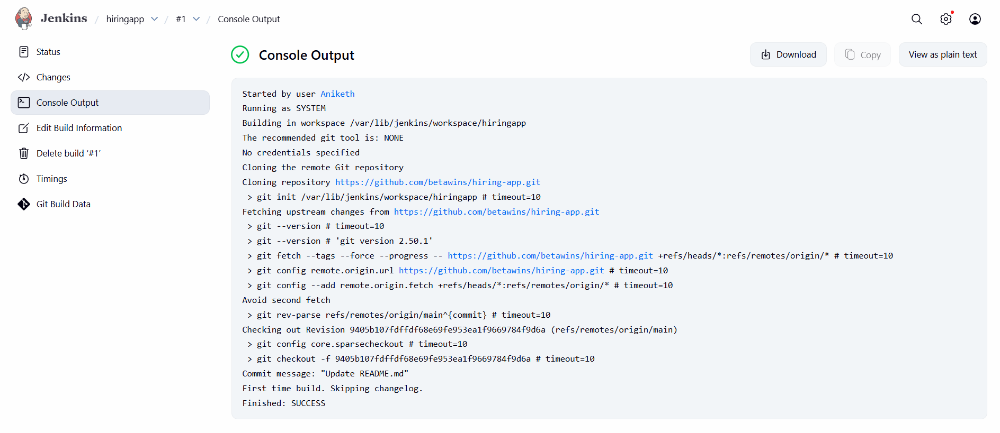 Jenkins / hiringapp / #1 / Console Output
Status
Changes
Console Output
Edit Build Information
Delete build ‘#1’
Timings
Git Build Data
Console Output
Download
Copy
View as plain text
Started by user Aniketh
Running as SYSTEM
Building in workspace /var/lib/jenkins/workspace/hiringapp
The recommended git tool is: NONE
No credentials specified
Cloning the remote Git repository
Cloning repository https://github.com/betawins/hiring-app.git
 > git init /var/lib/jenkins/workspace/hiringapp # timeout=10
Fetching upstream changes from https://github.com/betawins/hiring-app.git
 > git --version # timeout=10
 > git --version # 'git version 2.50.1'
 > git fetch --tags --force --progress -- https://github.com/betawins/hiring-app.git +refs/heads/*:refs/remotes/origin/* # timeout=10
 > git config remote.origin.url https://github.com/betawins/hiring-app.git # timeout=10
 > git config --add remote.origin.fetch +refs/heads/*:refs/remotes/origin/* # timeout=10
Avoid second fetch
 > git rev-parse refs/remotes/origin/main^{commit} # timeout=10
Checking out Revision 9405b107fdffdf68e69fe953ea1f9669784f9d6a (refs/remotes/origin/main)
 > git config core.sparsecheckout # timeout=10
 > git checkout -f 9405b107fdffdf68e69fe953ea1f9669784f9d6a # timeout=10
Commit message: "Update README.md"
First time build. Skipping changelog.
Finished: SUCCESS